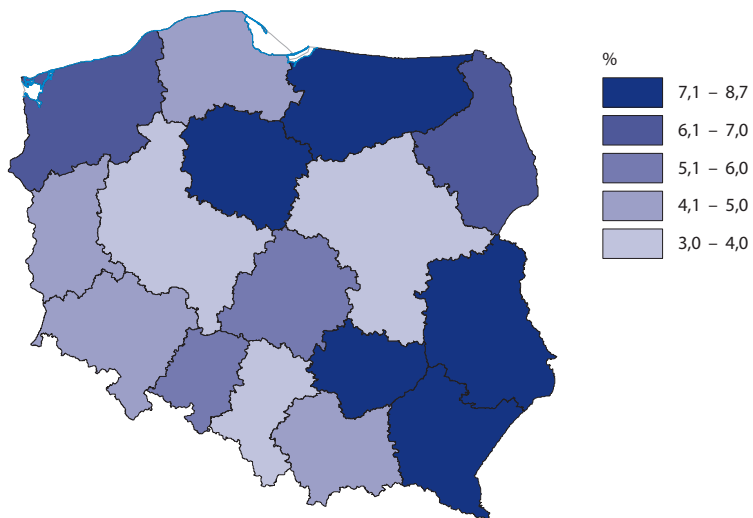 %
7,1 – 8,7
6,1 – 7,0
5,1 – 6,0
4,1 – 5,0
3,0 – 4,0